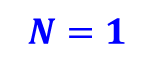 N = 1